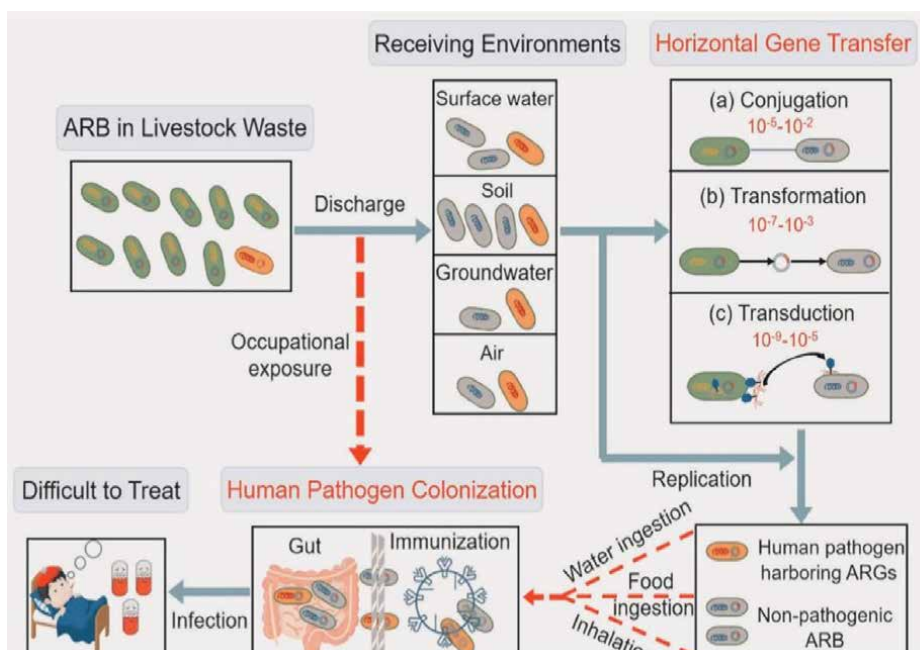 Receiving Environments
Horizontal Gene Transfer
ARB in Livestock Waste
Discharge
Occupational
exposure
Surface water
Soil
Groundwater
Air
(a) Conjugation
10⁻⁵-10⁻²
(b) Transformation
10⁻⁷-10⁻³
(c) Transduction
10⁻⁹-10⁻⁵
Replication
Difficult to Treat
Human Pathogen Colonization
Infection
Gut
Immunization
Water ingestion
Food
ingestion
Human pathogen
harboring ARGs
Non-pathogenic
ARB